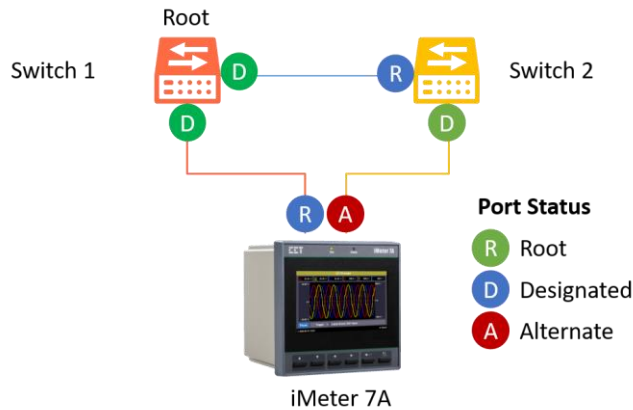 Root
Switch 1
D
R
Switch 2
D
D
R
A
CET
Port Status
R Root
D Designated
A Alternate
iMeter 7A